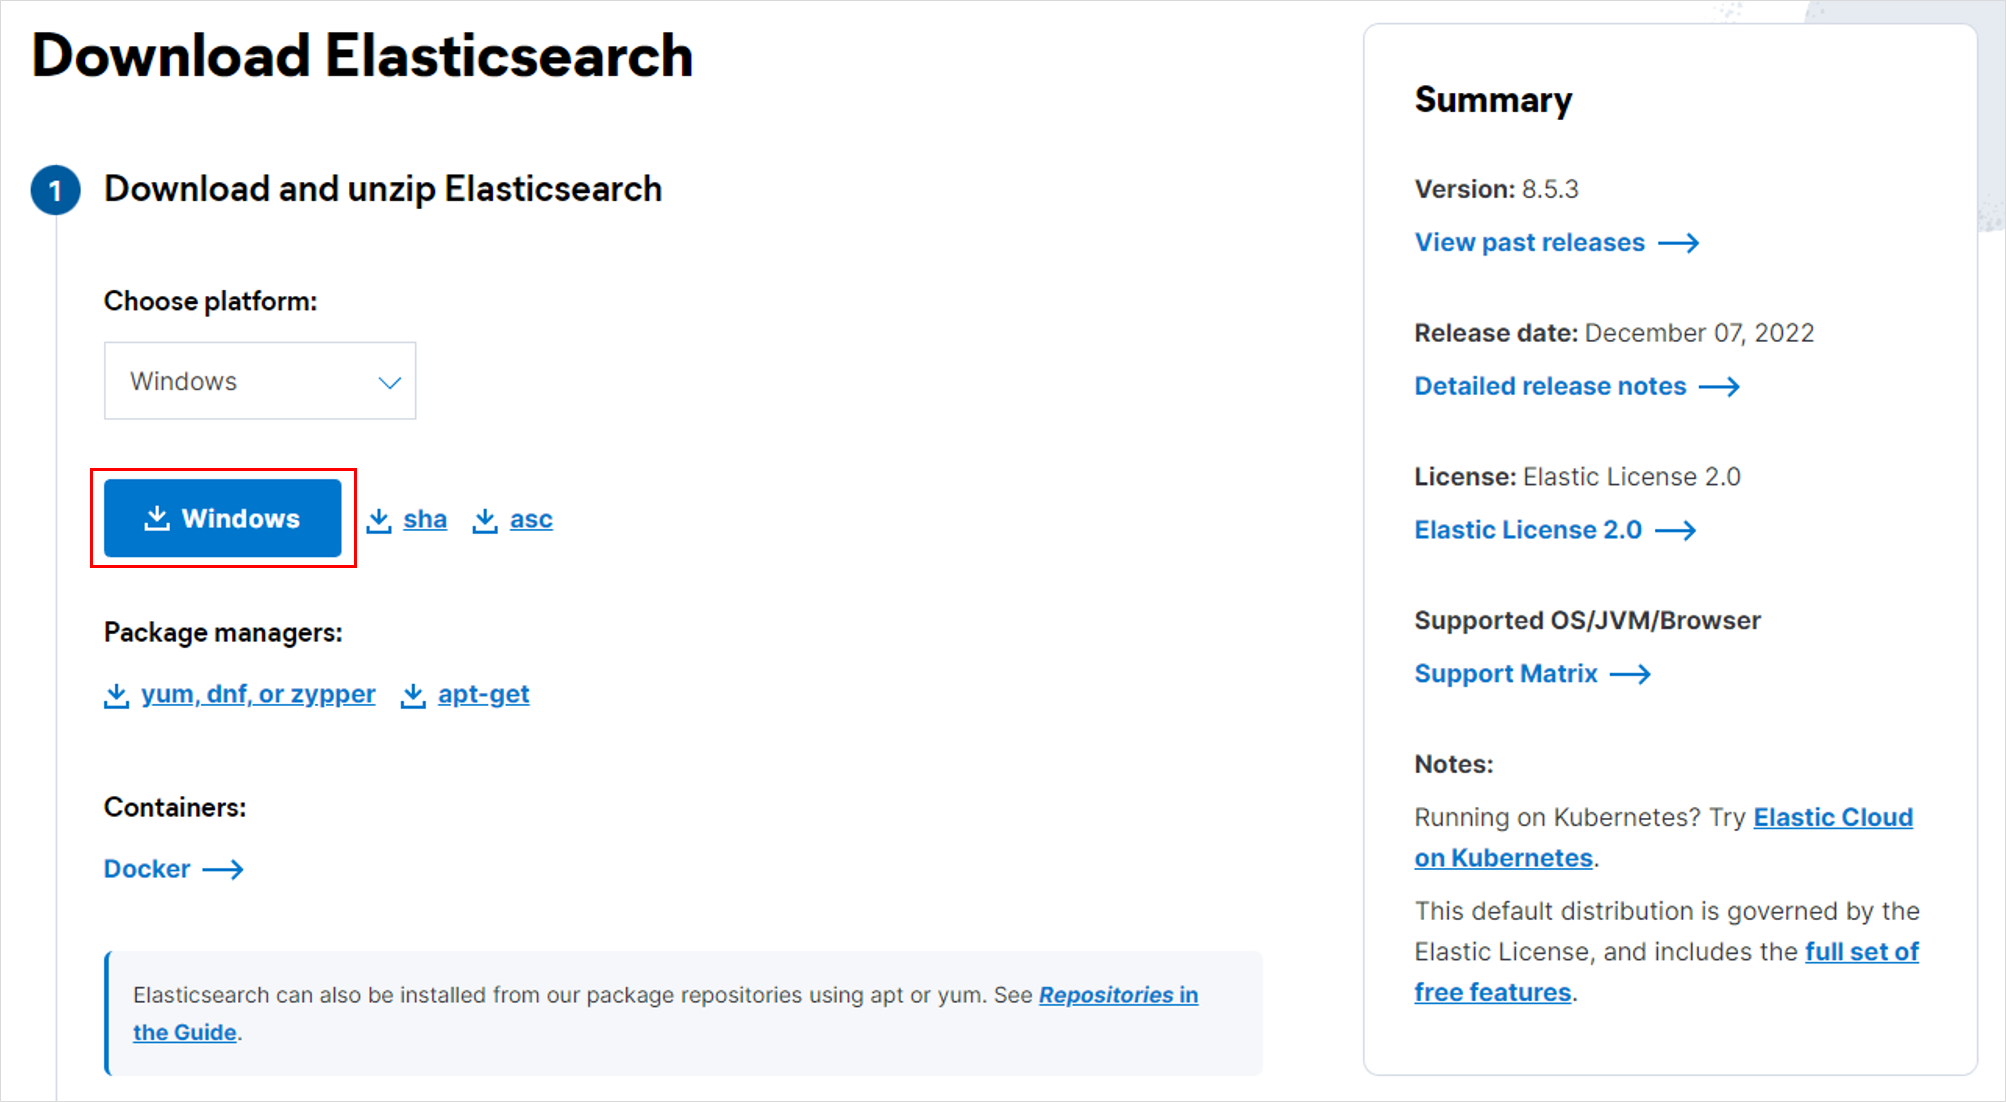 Download Elasticsearch
1 Download and unzip Elasticsearch
Choose platform:
Windows
Windows sha asc
Package managers:
yum, dnf, or zypper apt-get
Containers:
Docker
Elasticsearch can also be installed from our package repositories using apt or yum. See Repositories in
the Guide.
Summary
Version: 8.5.3
View past releases
Release date: December 07, 2022
Detailed release notes
License: Elastic License 2.0
Elastic License 2.0
Supported OS/JVM/Browser
Support Matrix
Notes:
Running on Kubernetes? Try Elastic Cloud
on Kubernetes.
This default distribution is governed by the
Elastic License, and includes the full set of
free features.